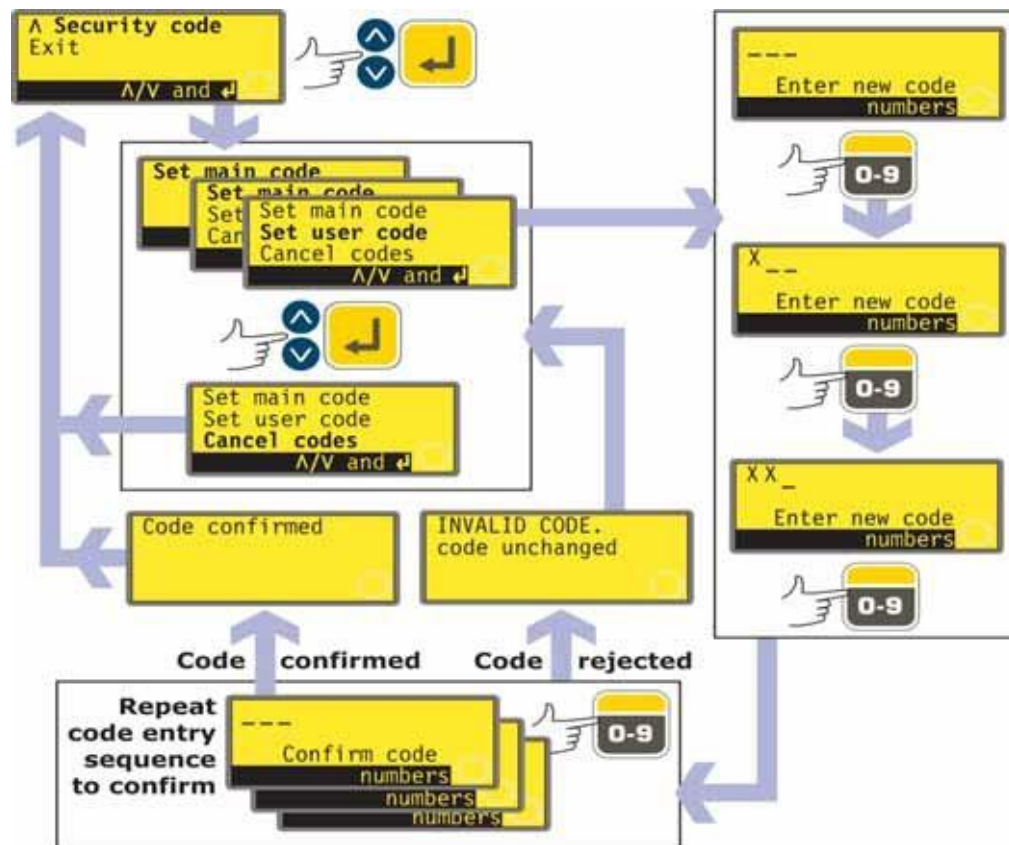 ∧ Security code
Exit
∧/∨ and ↵
Set main code
Set main code
Set
Can
Set main code
Set user code
Cancel codes
∧/∨ and ↵
Set main code
Set user code
Cancel codes
∧/∨ and ↵
_ _ _
Enter new code
numbers
0-9
X _ _
Enter new code
numbers
0-9
X X _
Enter new code
numbers
0-9
Code confirmed
INVALID CODE.
code unchanged
Code confirmed
Code rejected
Repeat
code entry
sequence
to confirm
_ _ _
Confirm code
numbers
numbers
numbers
0-9